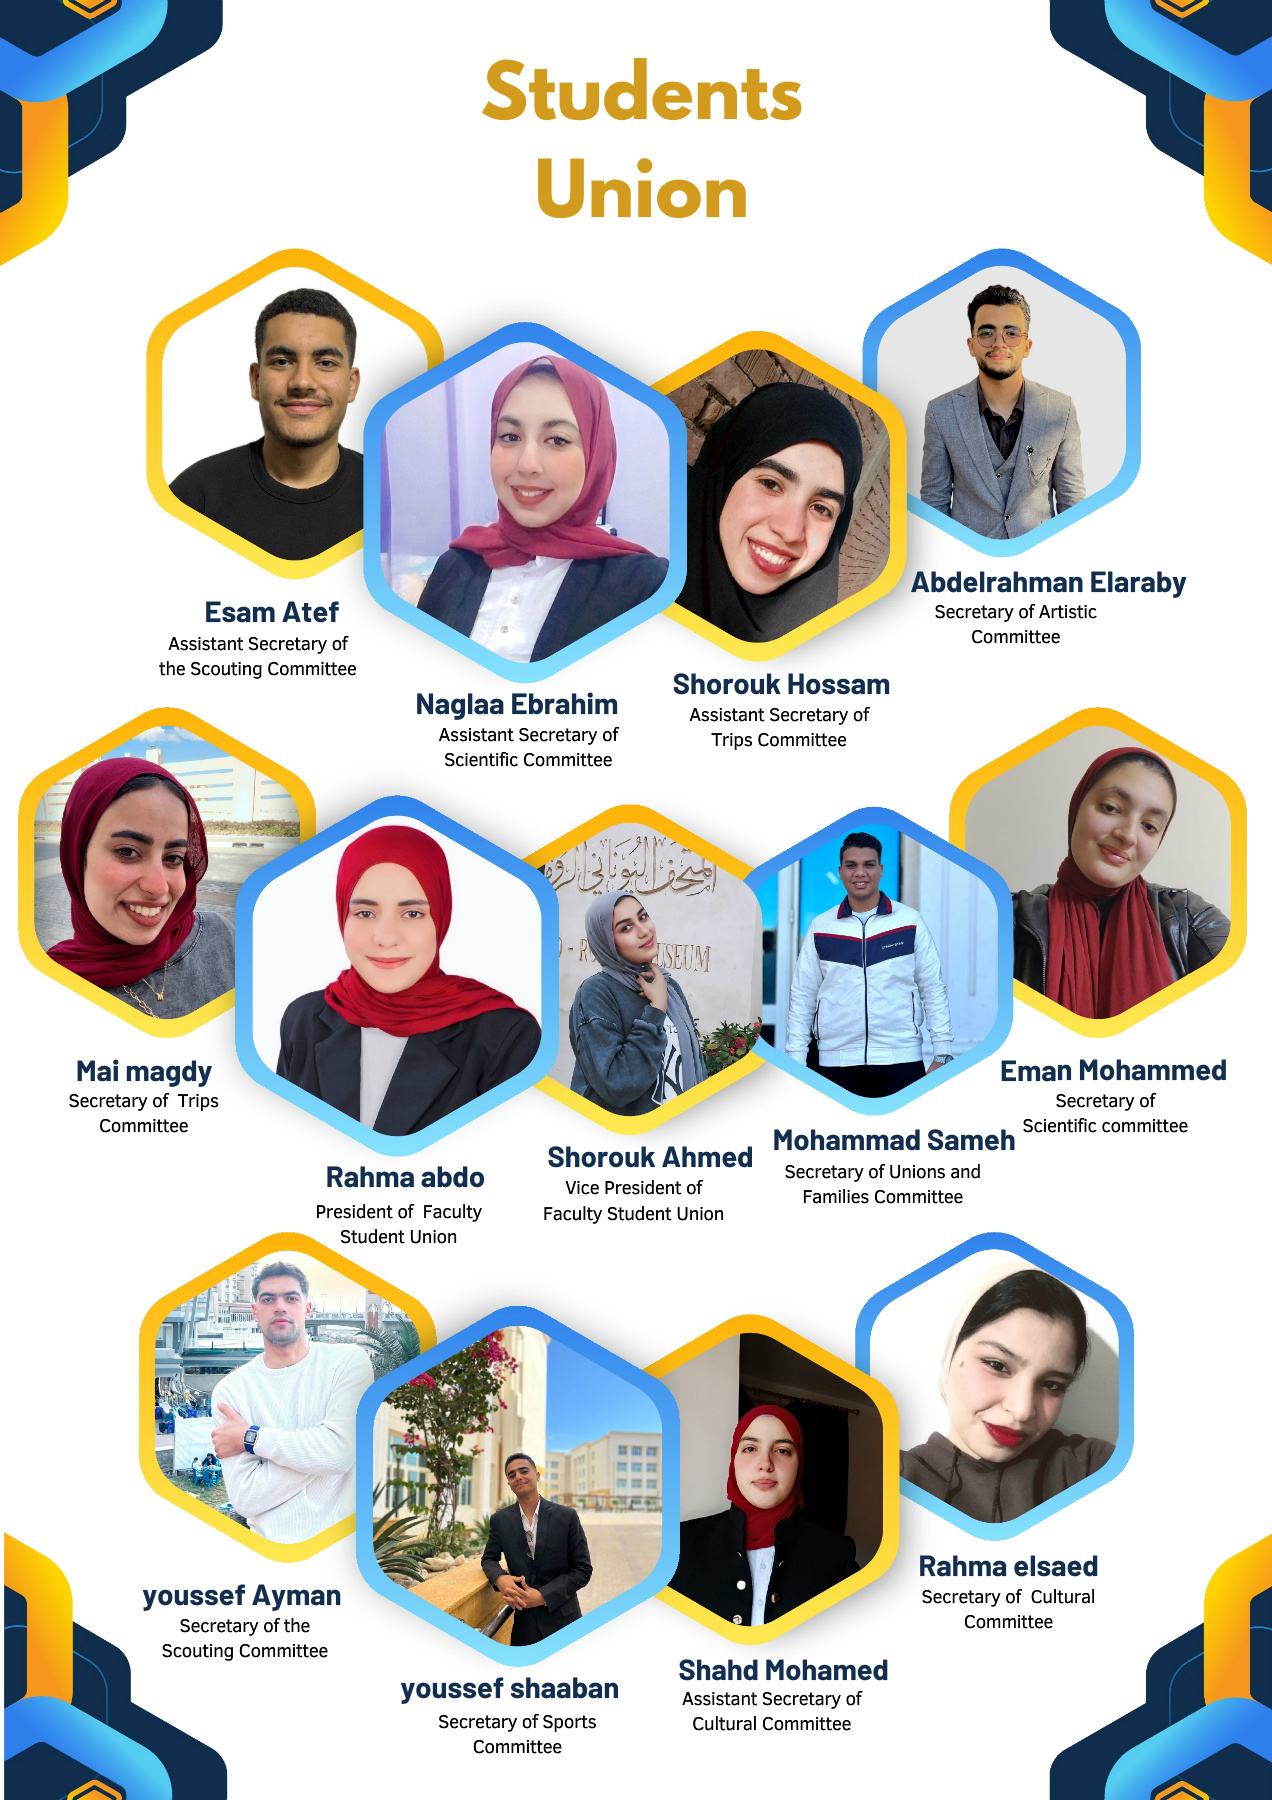 Students
Union
Esam Atef
Assistant Secretary of
the Scouting Committee
Naglaa Ebrahim
Assistant Secretary of
Scientific Committee
Shorouk Hossam
Assistant Secretary of
Trips Committee
Abdelrahman Elaraby
Secretary of Artistic
Committee
Mai magdy
Secretary of Trips
Committee
Rahma abdo
President of Faculty
Student Union
المتحف اليوناني الرو
USEUM
Shorouk Ahmed
Vice President of
Faculty Student Union
Mohammad Sameh
Secretary of Unions and
Families Committee
Eman Mohammed
Secretary of
Scientific committee
youssef Ayman
Secretary of the
Scouting Committee
youssef shaaban
Secretary of Sports
Committee
Shahd Mohamed
Assistant Secretary of
Cultural Committee
Rahma elsaed
Secretary of Cultural
Committee